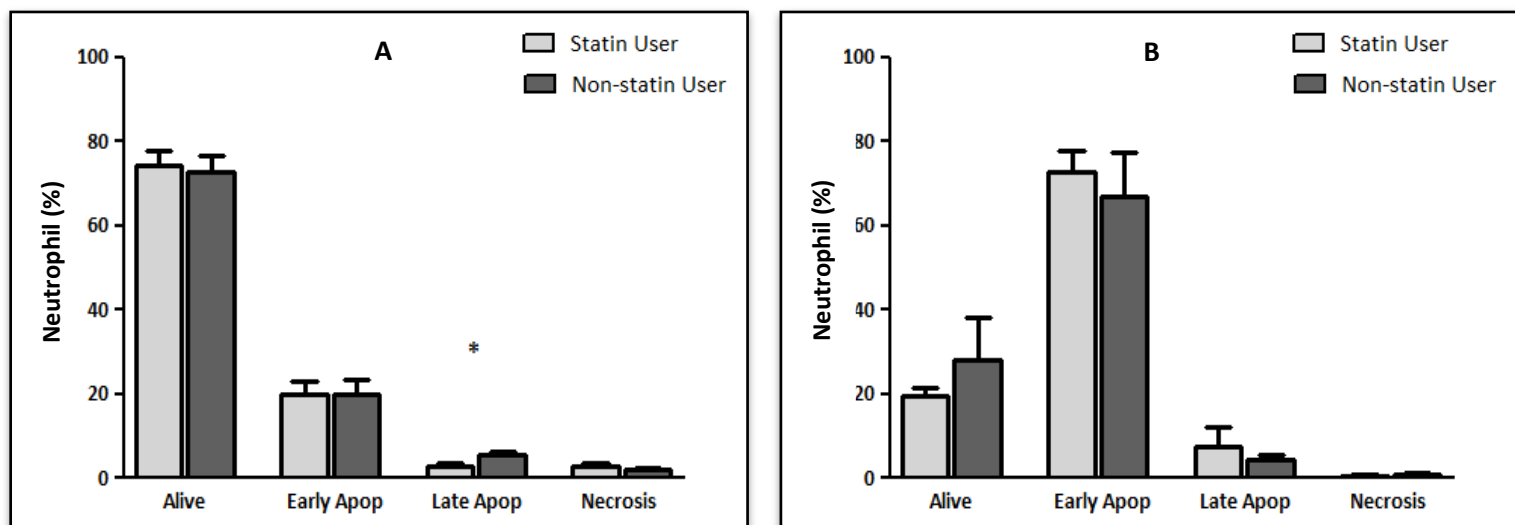 A
Statin User
Non-statin User
Neutrophil (%)
100
80
60
40
20
0
*
Alive Early Apop Late Apop Necrosis
B
Statin User
Non-statin User
Neutrophil (%)
100
80
60
40
20
0
Alive Early Apop Late Apop Necrosis